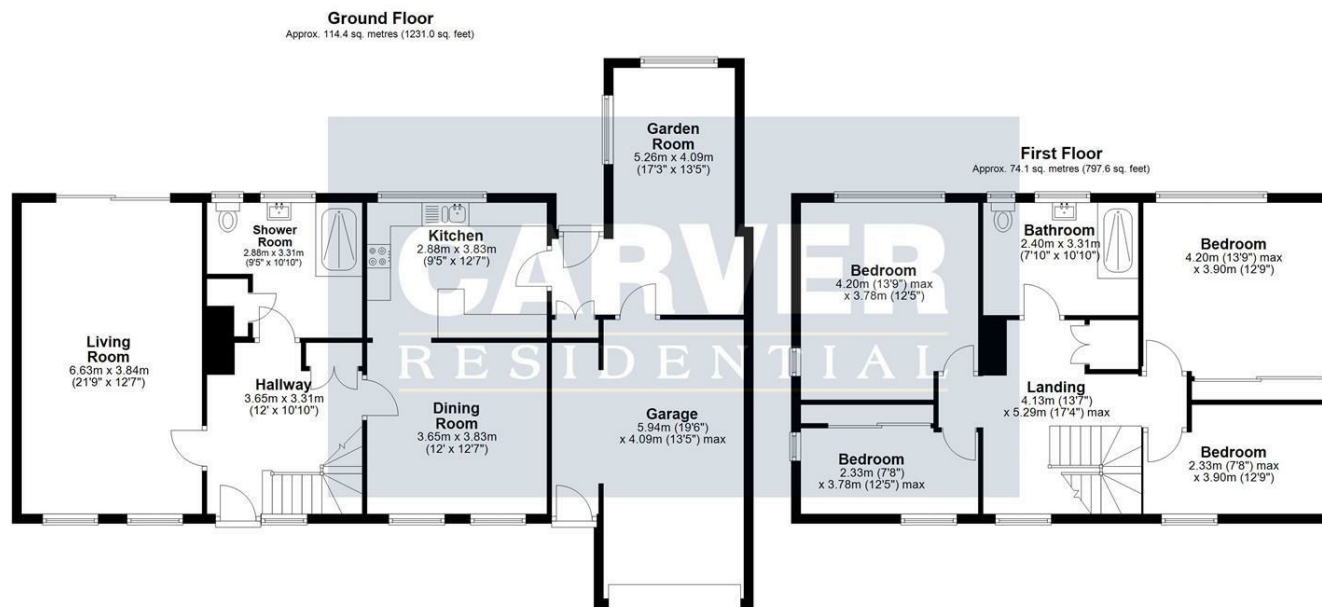 Ground Floor
Approx. 114.4 sq. metres (1231.0 sq. feet)
Garden
Room
5.26m x 4.09m
(17'3" x 13'5")
First Floor
Approx. 74.1 sq. metres (797.6 sq. feet)
Shower
Room
2.88m x 3.31m
(9'5" x 10'10")
Kitchen
2.88m x 3.83m
(9'5" x 12'7")
Bedroom
4.20m (13'9") max
x 3.78m (12'5")
Bathroom
2.40m x 3.31m
(7'10" x 10'10")
Bedroom
4.20m (13'9") max
x 3.90m (12'9")
CARVER
RESIDENTIAL
Living
Room
6.63m x 3.84m
(21'9" x 12'7")
Hallway
3.65m x 3.31m
(12' x 10'10")
Dining
Room
3.65m x 3.83m
(12' x 12'7")
Garage
5.94m (19'6")
x 4.09m (13'5") max
Landing
4.13m (13'7")
x 5.29m (17'4") max
Bedroom
2.33m (7'8")
x 3.78m (12'5") max
Bedroom
2.33m (7'8") max
x 3.90m (12'9")